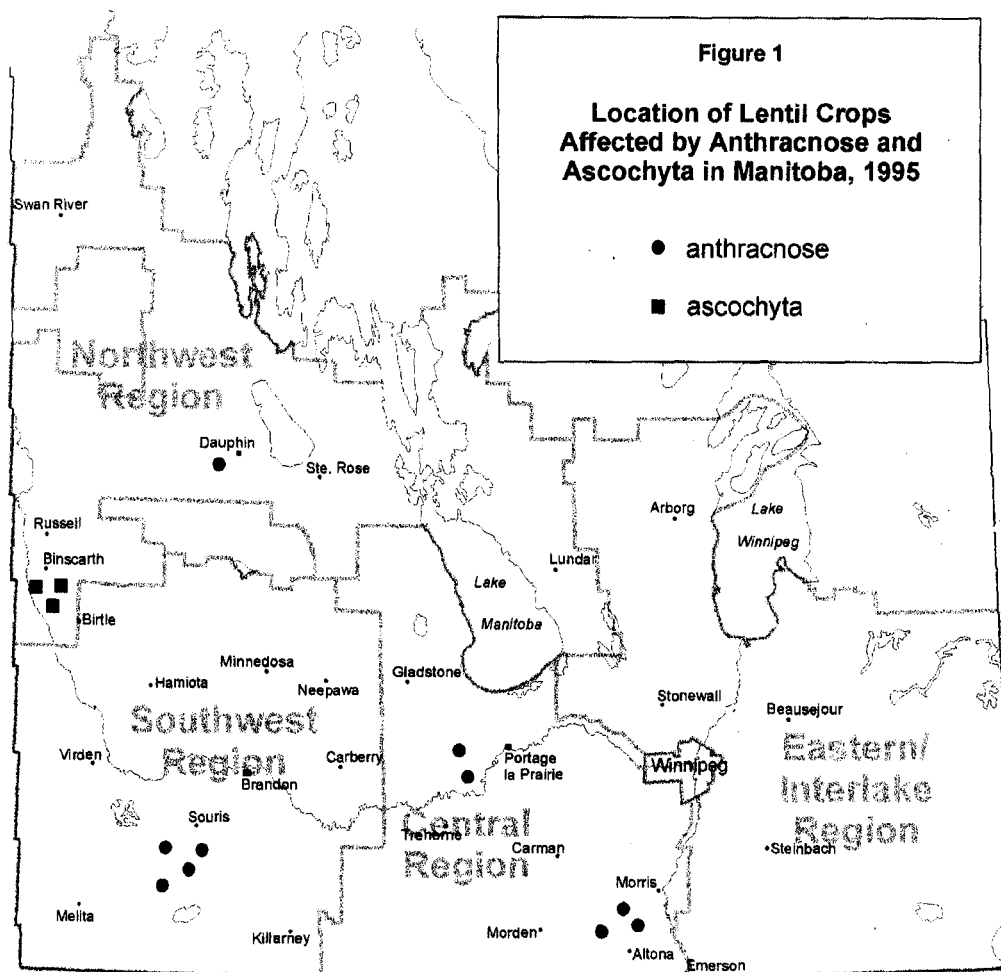 Figure 1
Location of Lentil Crops
Affected by Anthracnose and
Ascochyta in Manitoba, 1995
anthracnose
ascochyta
Swan River
Northwest
Region
Dauphin
Ste. Rose
Russell
Binscarth
Birtle
Arborg
Lake
Winnipeg
Lundar
Lake
Manitoba
Minnedosa
Hamiota
Neepawa
Gladstone
Stonewall
Beausejour
Southwest
Region
Virden
Brandon
Carberry
Portage
la Prairie
Winnipeg
Eastern/
Interlake
Region
Souris
Treherne
Central
Region
Carman
Steinbach
Melita
Killarney
Morris
Morden
Altona
Emerson